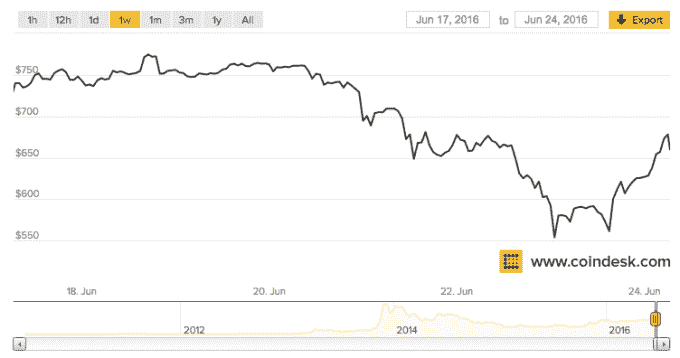 1h 12h 1d 1w 1m 3m 1y All Jun 17, 2016 to Jun 24, 2016 Export
$750
$700
$650
$600
$550
www.coindesk.com
18. Jun 20. Jun 22. Jun 24. Jun
2012 2014 2016